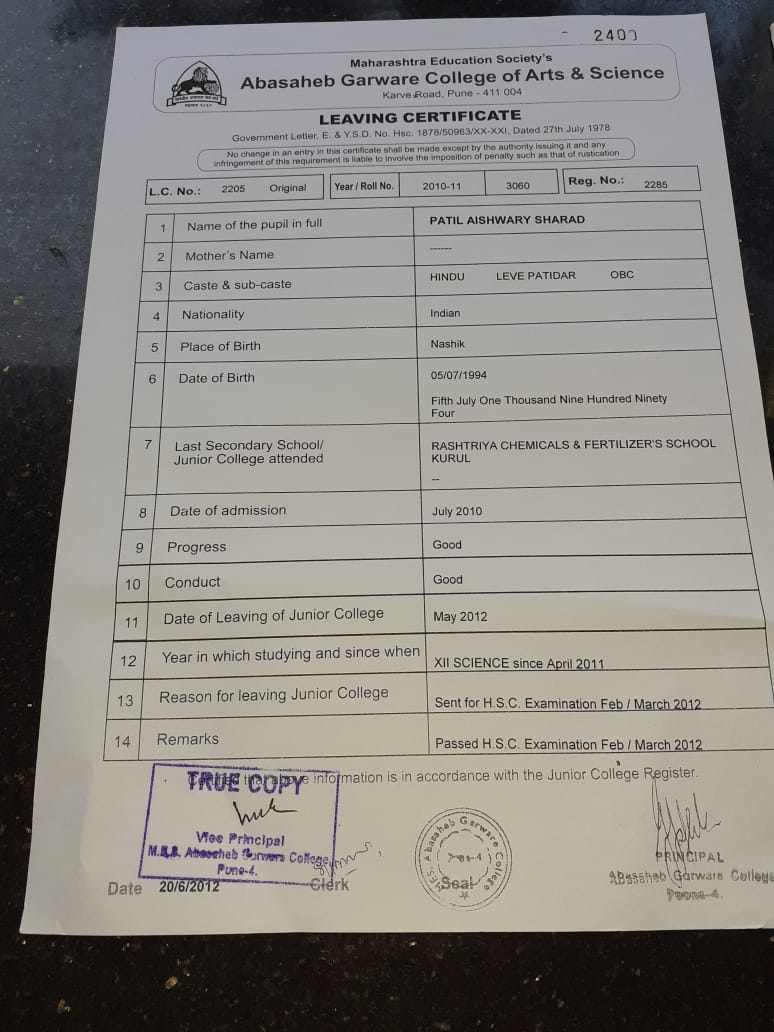 2400
Maharashtra Education Society's
Abasaheb Garware College of Arts & Science
Karve Road, Pune - 411 004
LEAVING CERTIFICATE
Government Letter, E. & Y.S.D. No. Hsc. 1878/50963/XX-XXI, Dated 27th July 1978
No change in an entry in this certificate shall be made except by the authority issuing it and any
infringement of this requirement is liable to involve the imposition of penalty such as that of rustication
L.C. No.: 2205 Original Year / Roll No. 2010-11 3060 Reg. No.: 2285
1 Name of the pupil in full PATIL AISHWARY SHARAD
2 Mother's Name ------
3 Caste & sub-caste HINDU LEVE PATIDAR OBC
4 Nationality Indian
5 Place of Birth Nashik
6 Date of Birth 05/07/1994
Fifth July One Thousand Nine Hundred Ninety
Four
7 Last Secondary School/ RASHTRIYA CHEMICALS & FERTILIZER'S SCHOOL
Junior College attended KURUL
--
8 Date of admission July 2010
9 Progress Good
10 Conduct Good
11 Date of Leaving of Junior College May 2012
12 Year in which studying and since when XII SCIENCE since April 2011
13 Reason for leaving Junior College Sent for H.S.C. Examination Feb / March 2012
14 Remarks Passed H.S.C. Examination Feb / March 2012
Certified that above information is in accordance with the Junior College Register.
TRUE COPY
Vice Principal
M.E.S. Abasaheb Garware College,
Pune-4.
Date 20/6/2012 Clerk
Abasaheb Garware College
Seal
PRINCIPAL
Abasaheb Garware College
Poona-4.